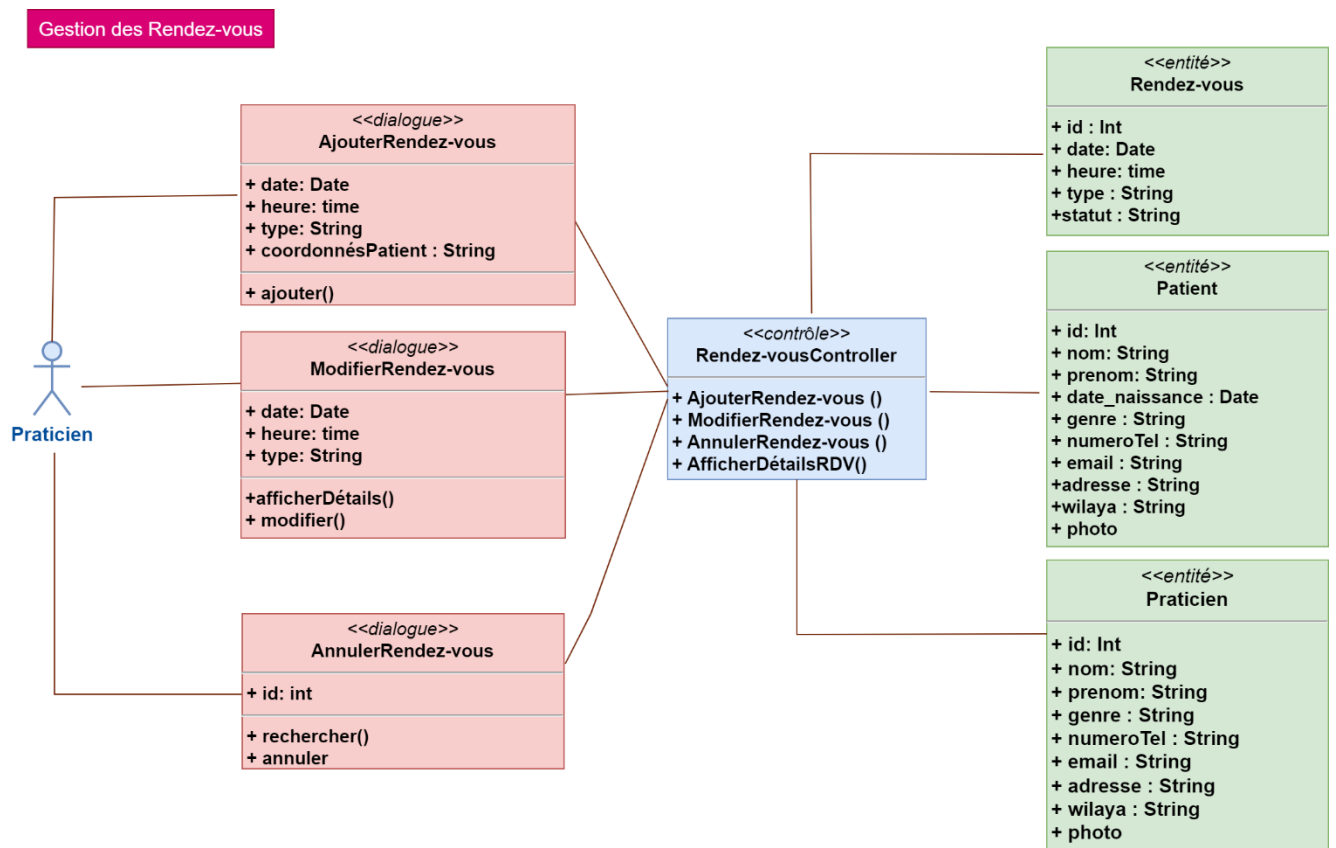 Gestion des Rendez-vous
<<dialogue>>
AjouterRendez-vous
+ date: Date
+ heure: time
+ type: String
+ coordonnésPatient : String
+ ajouter()
<<dialogue>>
ModifierRendez-vous
+ date: Date
+ heure: time
+ type: String
+afficherDétails()
+ modifier()
Praticien
<<dialogue>>
AnnulerRendez-vous
+ id: int
+ rechercher()
+ annuler
<<contrôle>>
Rendez-vousController
+ AjouterRendez-vous ()
+ ModifierRendez-vous ()
+ AnnulerRendez-vous ()
+ AfficherDétailsRDV()
<<entité>>
Rendez-vous
+ id : Int
+ date: Date
+ heure: time
+ type : String
+statut : String
<<entité>>
Patient
+ id: Int
+ nom: String
+ prenom: String
+ date_naissance : Date
+ genre : String
+ numeroTel : String
+ email : String
+adresse : String
+wilaya : String
+ photo
<<entité>>
Praticien
+ id: Int
+ nom: String
+ prenom: String
+ genre : String
+ numeroTel : String
+ email : String
+ adresse : String
+ wilaya : String
+ photo